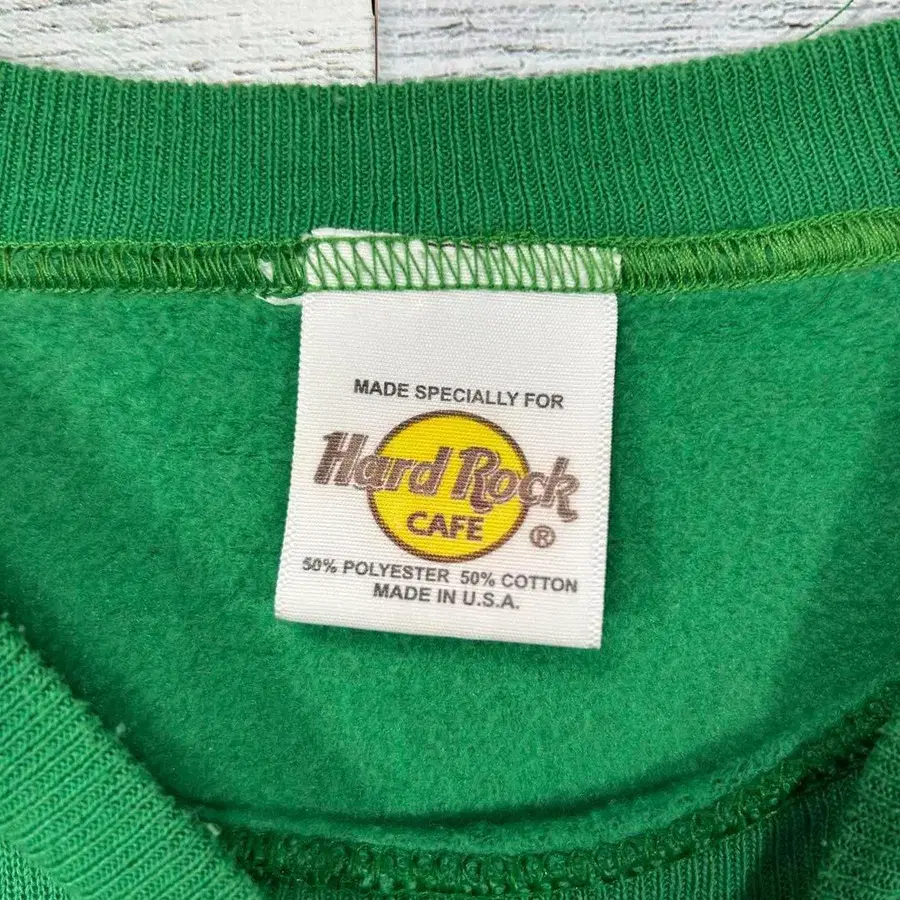 MADE SPECIALLY FOR
Hard Rock
CAFE ®
50% POLYESTER 50% COTTON
MADE IN U.S.A.